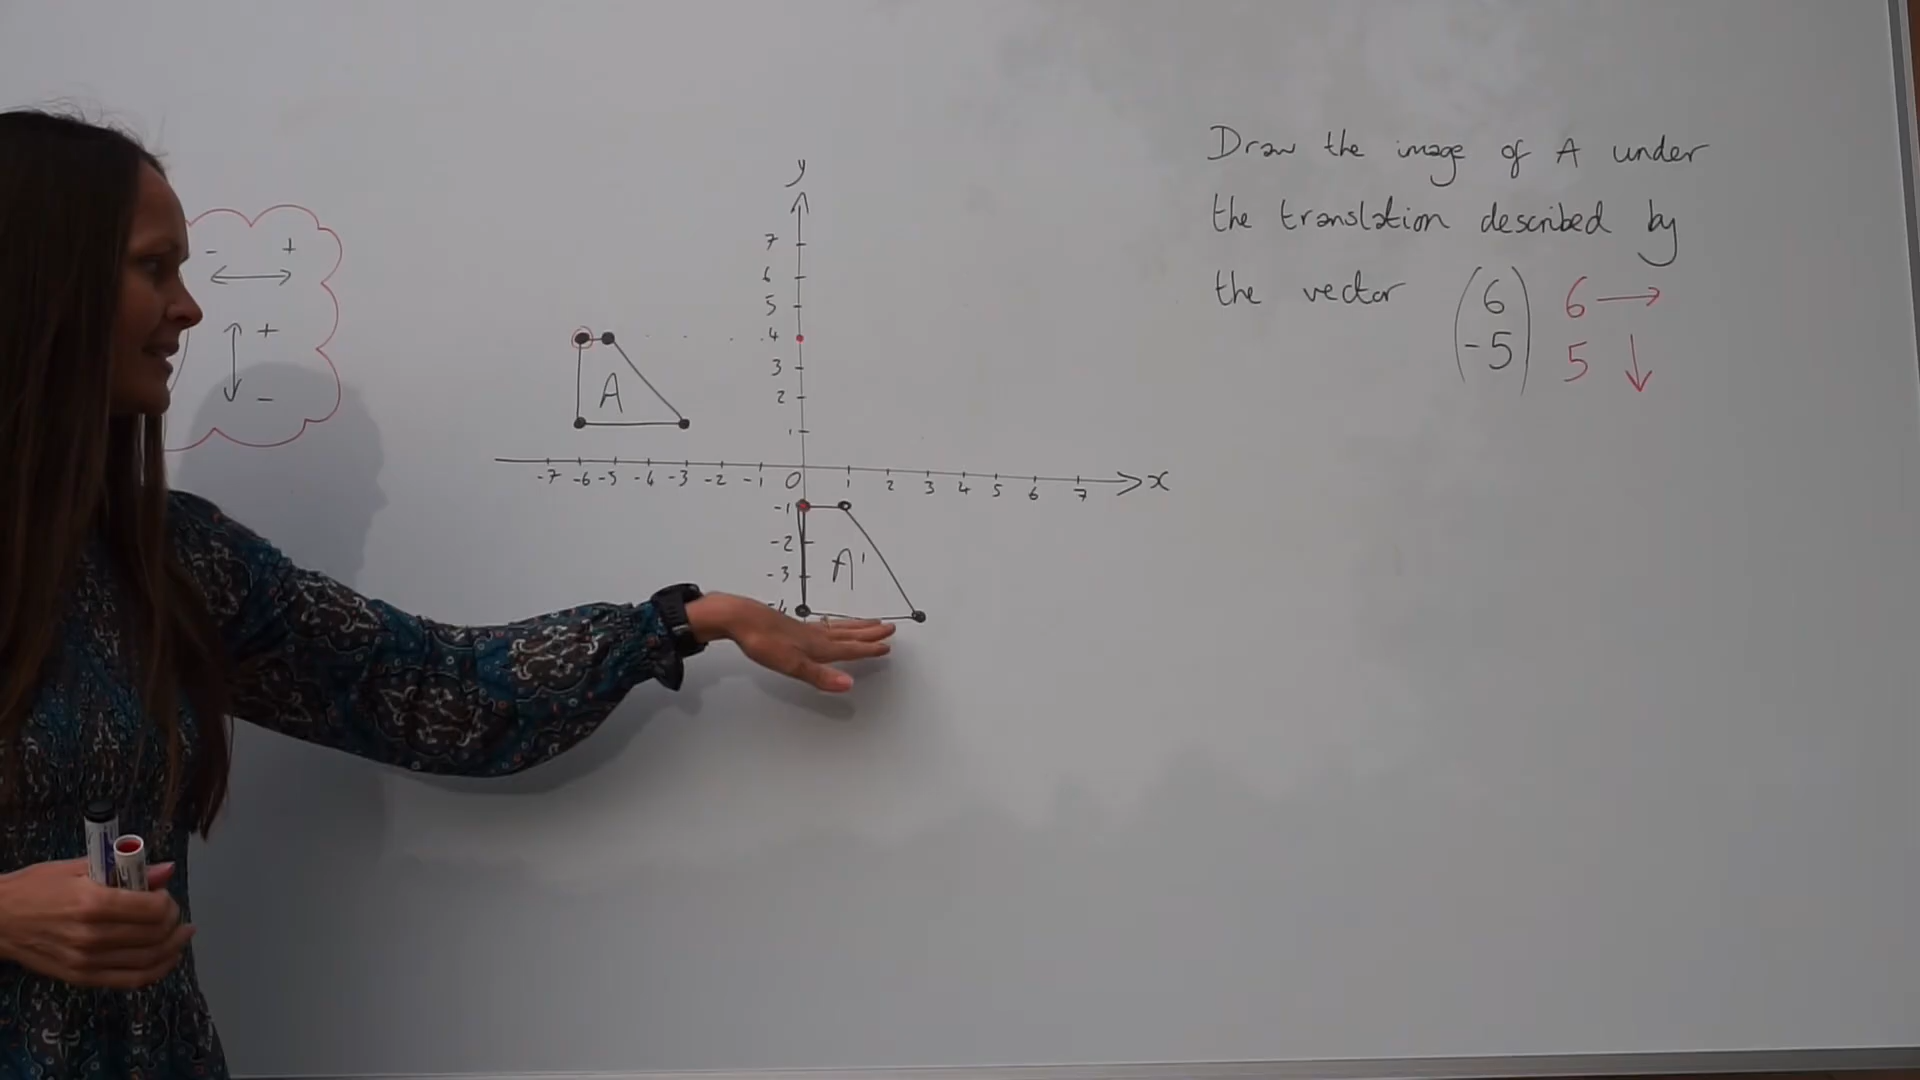 Draw the image of A under
the translation described by
the vector (6 6 →
-5) 5 ↓
- +
+
-
y
7
6
5
4
3
2
1
A
-7 -6 -5 -4 -3 -2 -1 0 1 2 3 4 5 6 7 x
-1
-2
-3
-4
A'